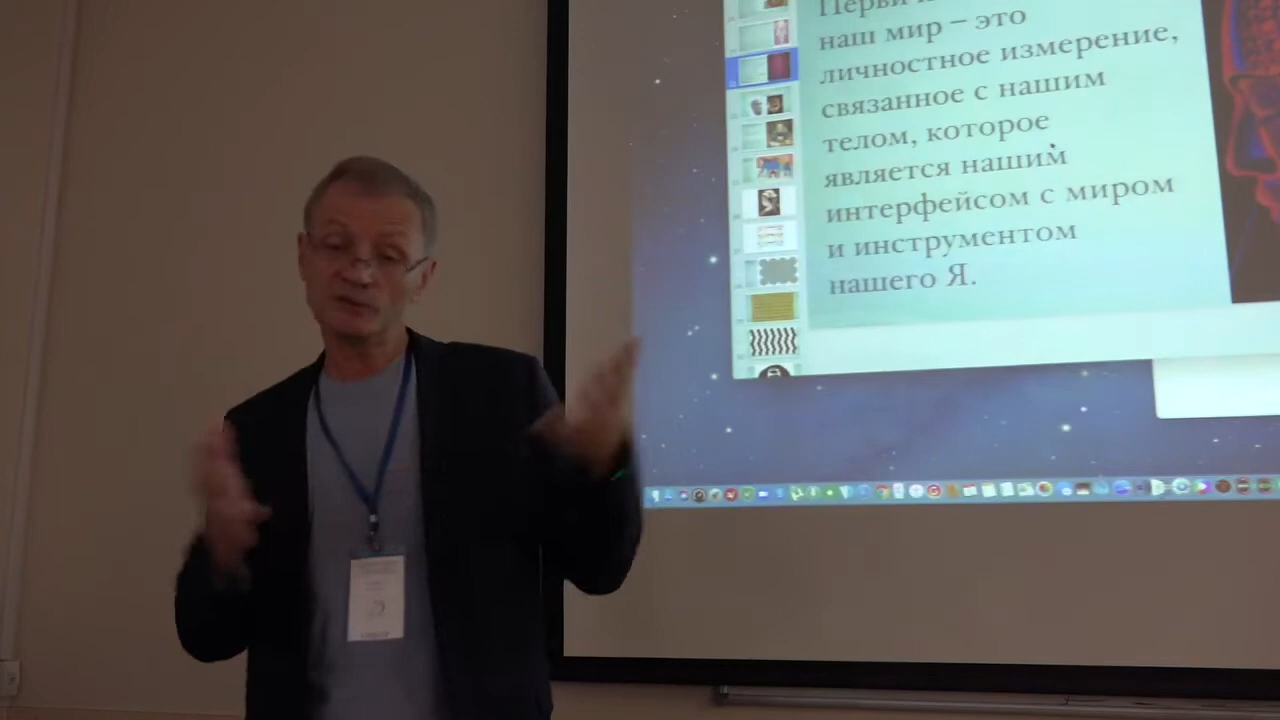 наш мир – это
личностное измерение,
связанное с нашим
телом, которое
является нашим
интерфейсом с миром
и инструментом
нашего Я.